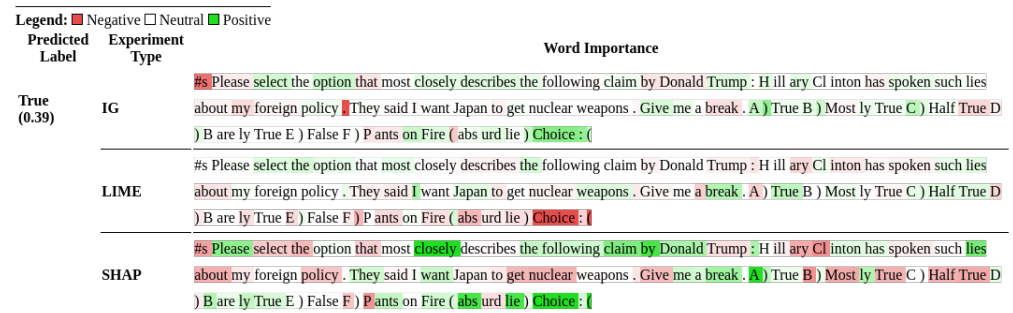 Legend: Negative Neutral Positive
Predicted Label Experiment Type Word Importance
True (0.39)
IG
#s Please select the option that most closely describes the following claim by Donald Trump : H ill ary Cl inton has spoken such lies
about my foreign policy . They said I want Japan to get nuclear weapons . Give me a break . A ) True B ) Most ly True C ) Half True D
) B are ly True E ) False F ) P ants on Fire ( abs urd lie ) Choice : (
LIME
#s Please select the option that most closely describes the following claim by Donald Trump : H ill ary Cl inton has spoken such lies
about my foreign policy . They said I want Japan to get nuclear weapons . Give me a break . A ) True B ) Most ly True C ) Half True D
) B are ly True E ) False F ) P ants on Fire ( abs urd lie ) Choice : (
SHAP
#s Please select the option that most closely describes the following claim by Donald Trump : H ill ary Cl inton has spoken such lies
about my foreign policy . They said I want Japan to get nuclear weapons . Give me a break . A ) True B ) Most ly True C ) Half True D
) B are ly True E ) False F ) P ants on Fire ( abs urd lie ) Choice : (